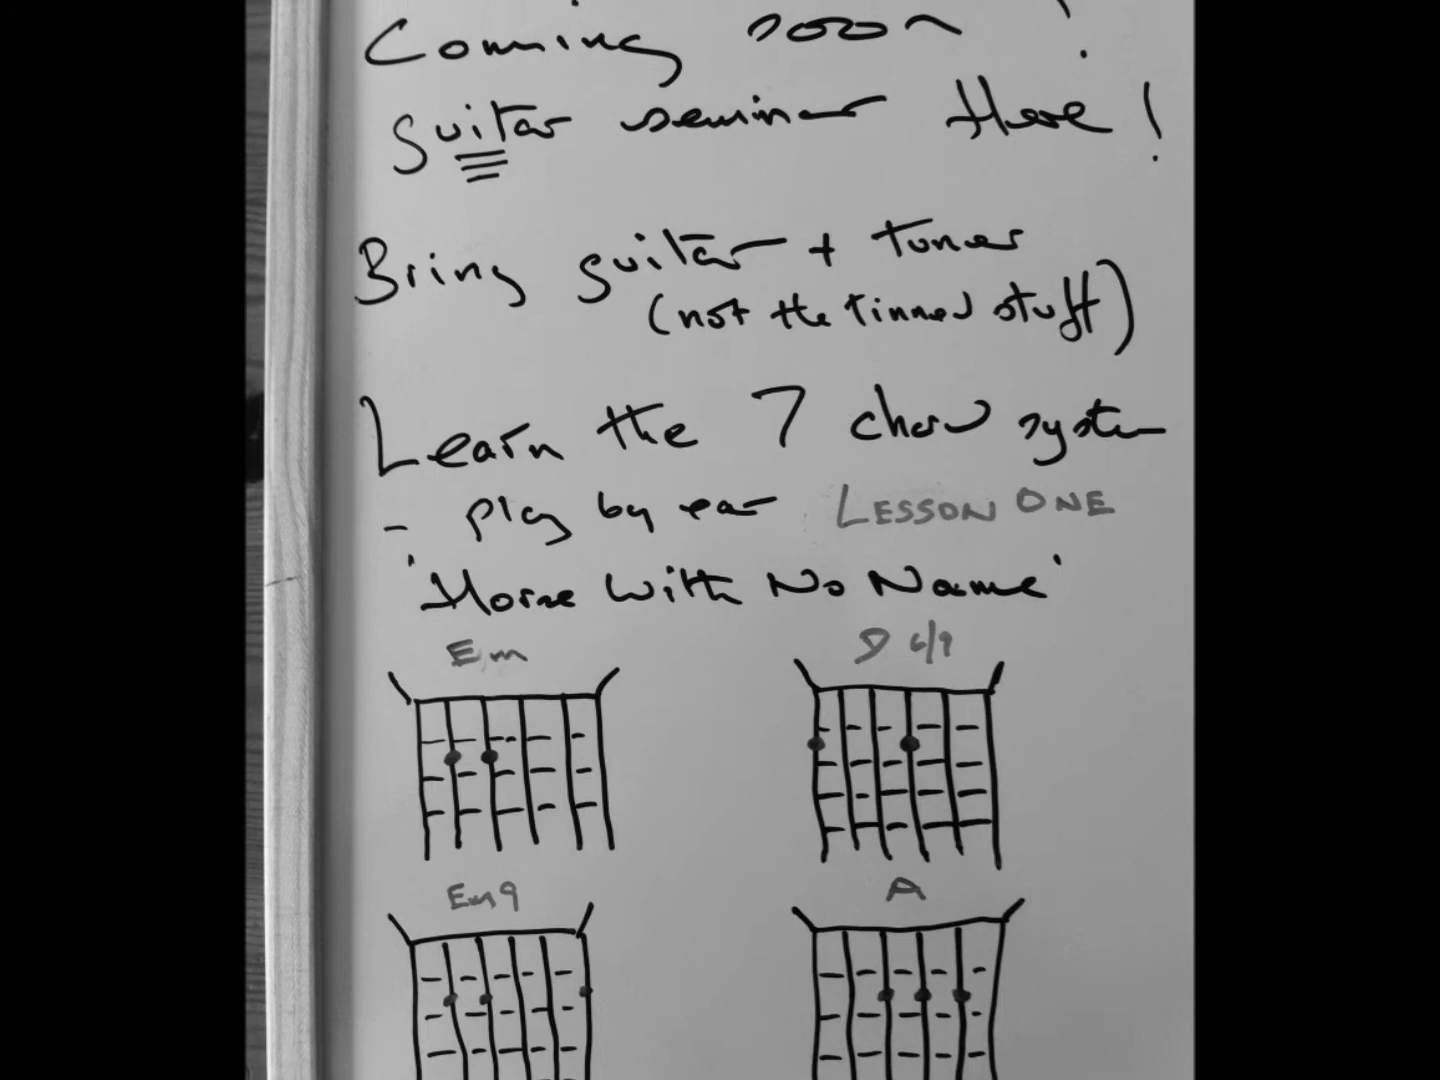 Coming soon!
Guitar seminar Here!
Bring guitar + tuner
(not the tinned stuff)
Learn the 7 chord system
- play by ear LESSON ONE
'Horse With No Name'
Em D 6/9
Em9 A